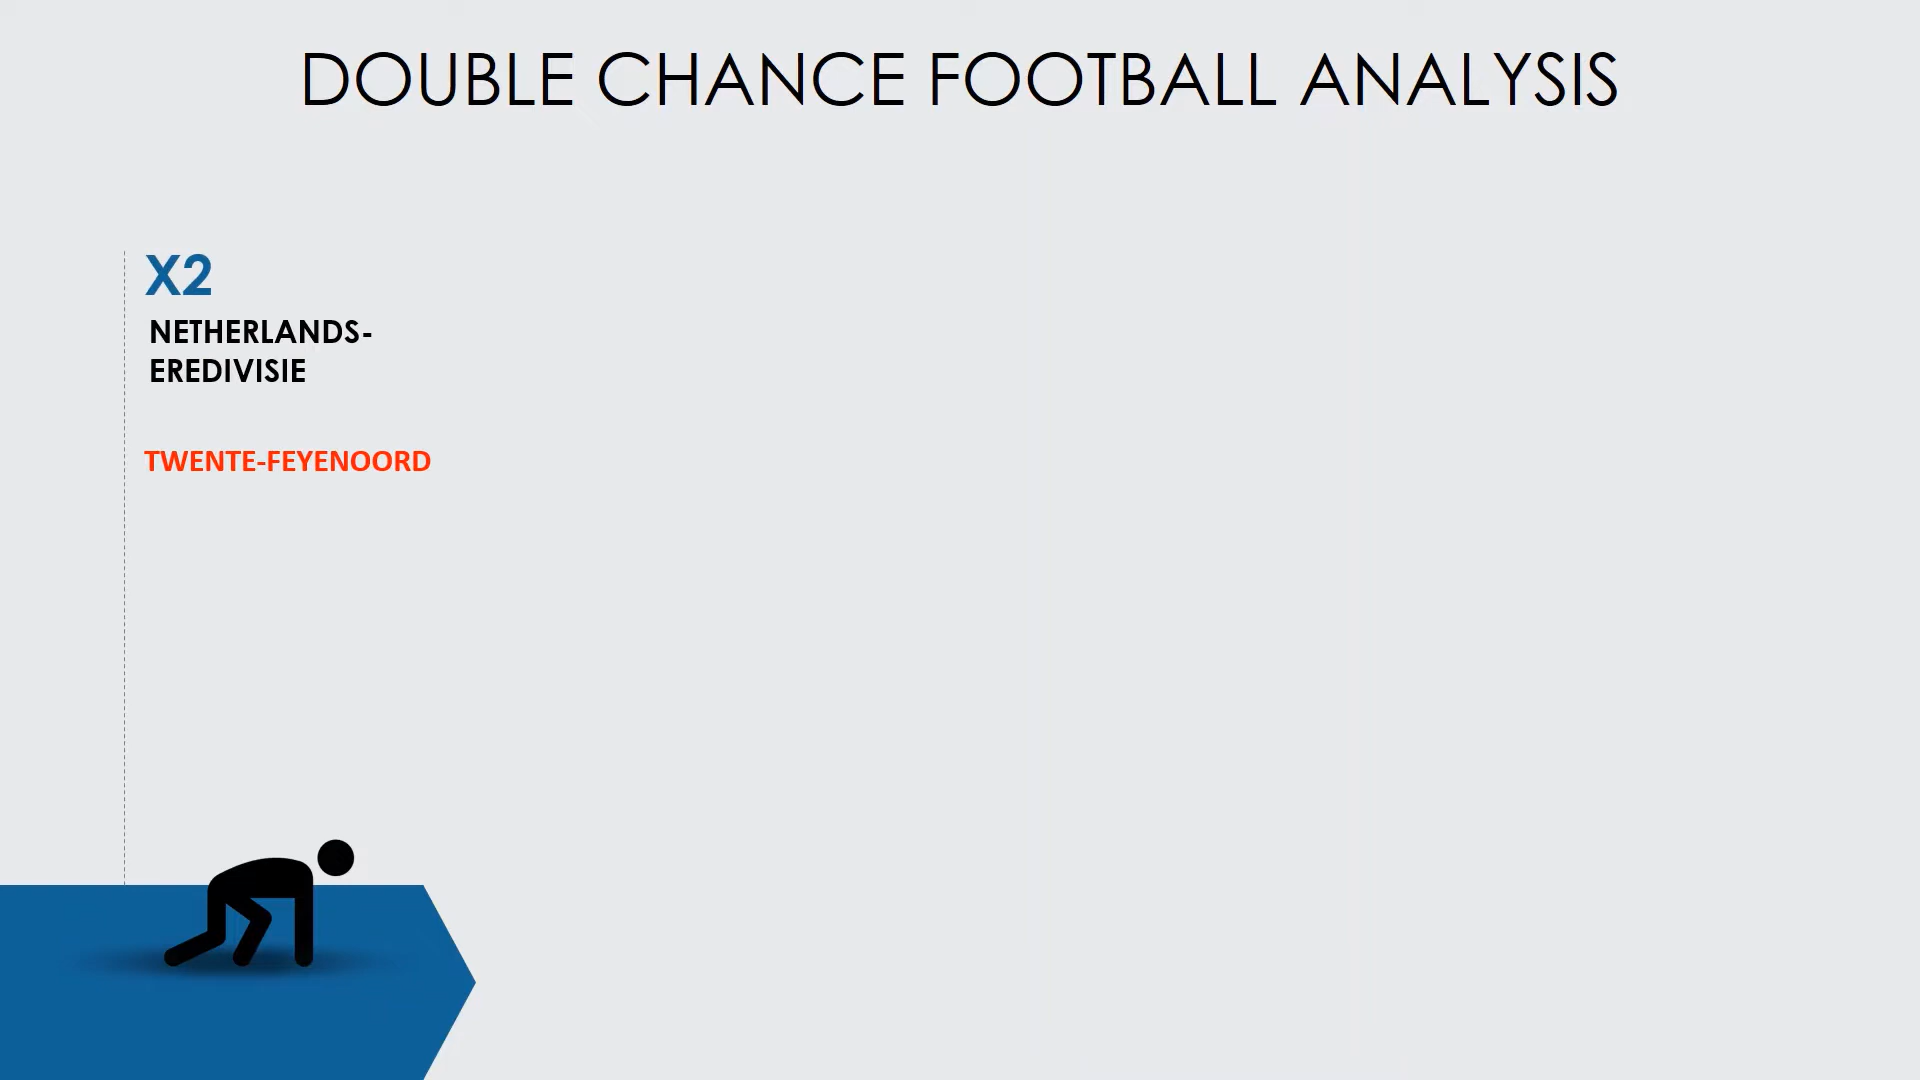 DOUBLE CHANCE FOOTBALL ANALYSIS
X2
NETHERLANDS-
EREDIVISIE
TWENTE-FEYENOORD